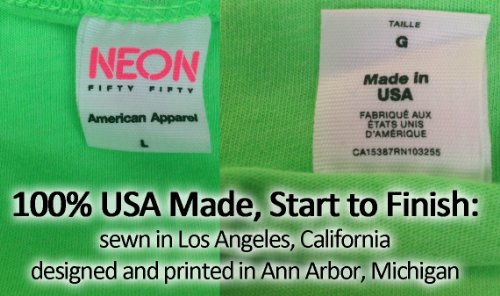 NEON
FIFTY FIFTY
American Apparel
L
TAILLE
G
Made in
USA
FABRIQUÉ AUX
ÉTATS UNIS
D'AMÉRIQUE
CA15387RN103255
100% USA Made, Start to Finish:
sewn in Los Angeles, California
designed and printed in Ann Arbor, Michigan